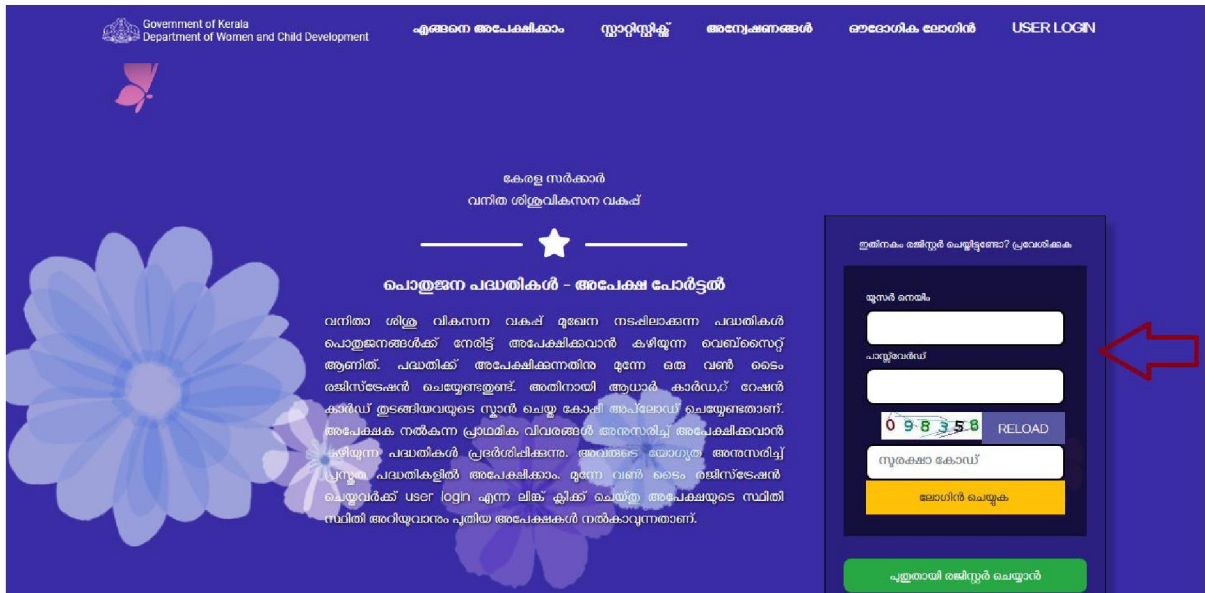 Government of Kerala
Department of Women and Child Development
എങ്ങനെ അപേക്ഷിക്കാം
സ്റ്റാറ്റിസ്റ്റിക്സ്
അന്വേഷണങ്ങൾ
ഔദോഗിക ലോഗിൻ
USER LOGIN
കേരള സർക്കാർ
വനിത ശിശുവികസന വകുപ്പ്
പൊതുജന പദ്ധതികൾ - അപേക്ഷ പോർട്ടൽ
വനിതാ ശിശു വികസന വകുപ്പ് മുഖേന നടപ്പിലാക്കുന്ന പദ്ധതികൾ
പൊതുജനങ്ങൾക്ക് നേരിട്ട് അപേക്ഷിക്കുവാൻ കഴിയുന്ന വെബ്സൈറ്റ്
ആണിത്. പദ്ധതിക്ക് അപേക്ഷിക്കുന്നതിനു മുന്നേ ഒരു വൺ ടൈം
രജിസ്ട്രേഷൻ ചെയ്യേണ്ടതുണ്ട്. അതിനായി ആധാർ കാർഡ്,റ് റേഷൻ
കാർഡ് തുടങ്ങിയവയുടെ സ്കാൻ ചെയ്ത കോപ്പി അപ്‌ലോഡ് ചെയ്യേണ്ടതാണ്.
അപേക്ഷക നൽകുന്ന പ്രാഥമിക വിവരങ്ങൾ അനുസരിച്ച് അപേക്ഷിക്കുവാൻ
കഴിയുന്ന പദ്ധതികൾ പ്രദർശിപ്പിക്കുന്നു. അവരുടെ യോഗ്യത അനുസരിച്ച്
പ്രസ്തുത പദ്ധതികളിൽ അപേക്ഷിക്കാം. മുന്നേ വൺ ടൈം രജിസ്ട്രേഷൻ
ചെയ്തവർക്ക് user login എന്ന ലിങ്ക് ക്ലിക്ക് ചെയ്തു അപേക്ഷയുടെ സ്ഥിതി
സ്ഥിതി അറിയുവാനും പുതിയ അപേക്ഷകൾ നൽകാവുന്നതാണ്.
ഇതിനകം രജിസ്റ്റർ ചെയ്തിട്ടുണ്ടോ? പ്രവേശിക്കുക
യൂസർ നെയിം
പാസ്സ്‌വേർഡ്
098358
RELOAD
സുരക്ഷാ കോഡ്
ലോഗിൻ ചെയ്യുക
പുതുതായി രജിസ്റ്റർ ചെയ്യാൻ